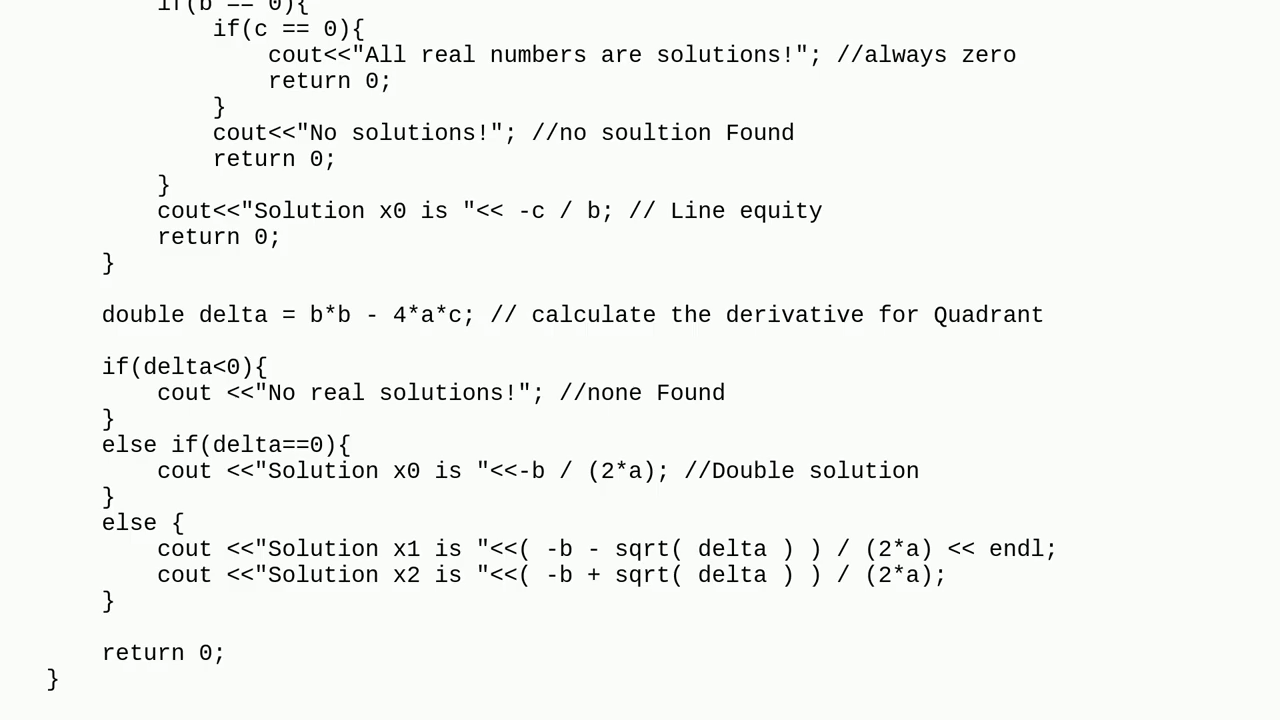 if(b == 0){
if(c == 0){
cout<<"All real numbers are solutions!"; //always zero
return 0;
}
cout<<"No solutions!"; //no soultion Found
return 0;
}
cout<<"Solution x0 is "<< -c / b; // Line equity
return 0;
}
double delta = b*b - 4*a*c; // calculate the derivative for Quadrant
if(delta<0){
cout <<"No real solutions!"; //none Found
}
else if(delta==0){
cout <<"Solution x0 is "<<-b / (2*a); //Double solution
}
else {
cout <<"Solution x1 is "<<( -b - sqrt( delta ) ) / (2*a) << endl;
cout <<"Solution x2 is "<<( -b + sqrt( delta ) ) / (2*a);
}
return 0;
}